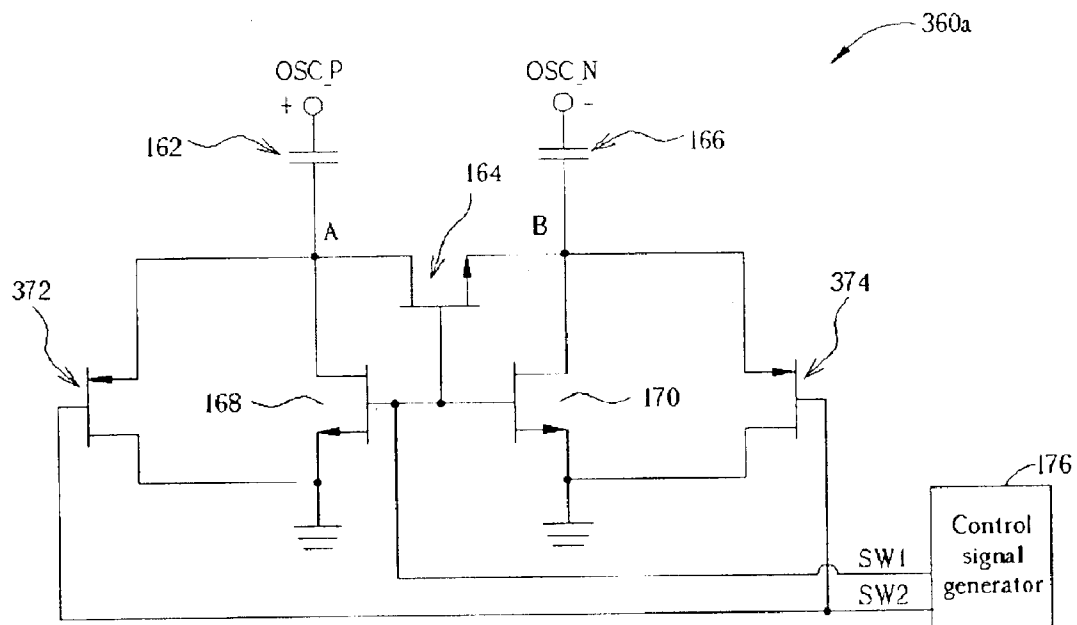 360a
OSC_P
OSC_N
+
-
162
166
164
A
B
372
374
168
170
176
Control
signal
generator
SW1
SW2